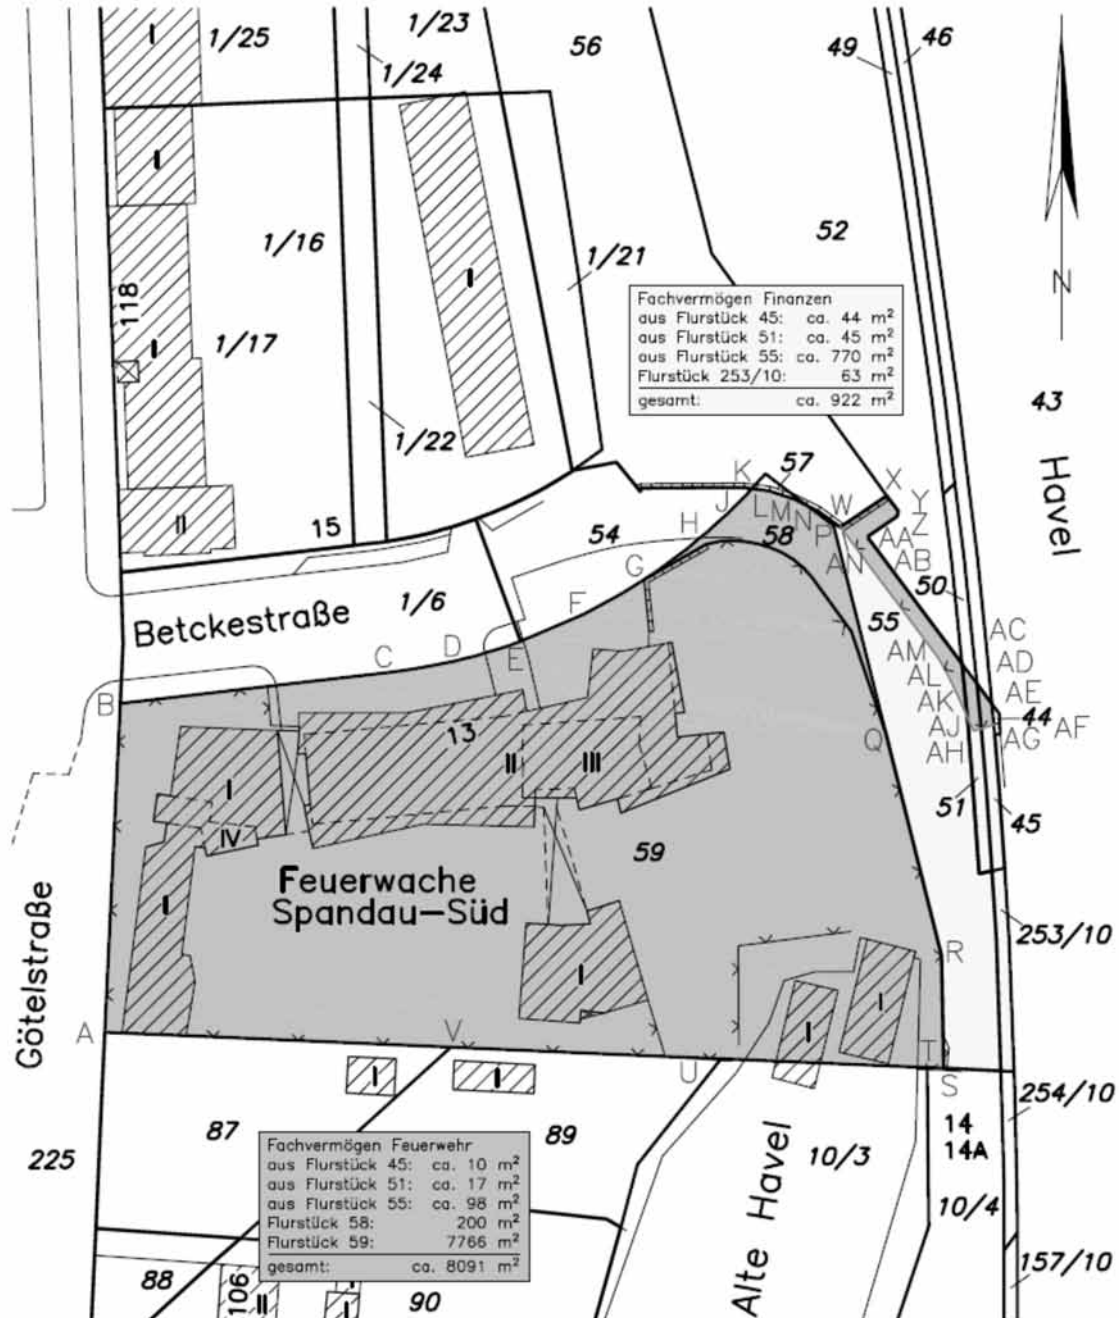 I
1/25
1/23
1/24
56
49
46
I
1/16
52
1/21
I
118
I
1/17
N
Fachvermögen Finanzen
aus Flurstück 45: ca. 44 m²
aus Flurstück 51: ca. 45 m²
aus Flurstück 55: ca. 770 m²
Flurstück 253/10: 63 m²
gesamt: ca. 922 m²
43
1/22
Havel
K
57
X
J
L
M
N
W
Y
Z
II
15
54
H
58
P
AA
AB
AN
G
50
Betckestraße
1/6
F
55
C
D
E
AC
AM
AD
AL
AE
B
AK
44
AF
13
AJ
AG
Q
AH
II
III
I
51
45
IV
59
Feuerwache
Spandau-Süd
I
Götelstraße
253/10
R
I
I
I
A
V
T
U
S
I
I
254/10
87
89
14
14A
225
10/3
10/4
Fachvermögen Feuerwehr
aus Flurstück 45: ca. 10 m²
aus Flurstück 51: ca. 17 m²
aus Flurstück 55: ca. 98 m²
Flurstück 58: 200 m²
Flurstück 59: 7766 m²
gesamt: ca. 8091 m²
Alte Havel
157/10
88
106
II
I
90